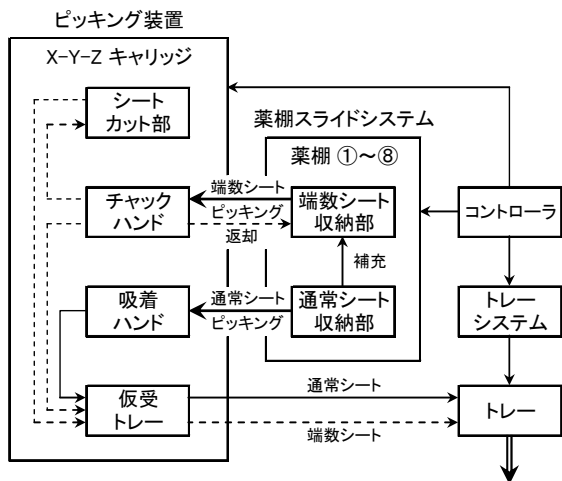 ピッキング装置
X-Y-Z キャリッジ
シート
カット部
薬棚スライドシステム
薬棚 ①~⑧
端数シート
ピッキング
返却
チャック
ハンド
端数シート
収納部
コントローラ
補充
通常シート
ピッキング
吸着
ハンド
通常シート
収納部
トレー
システム
仮受
トレー
通常シート
端数シート
トレー